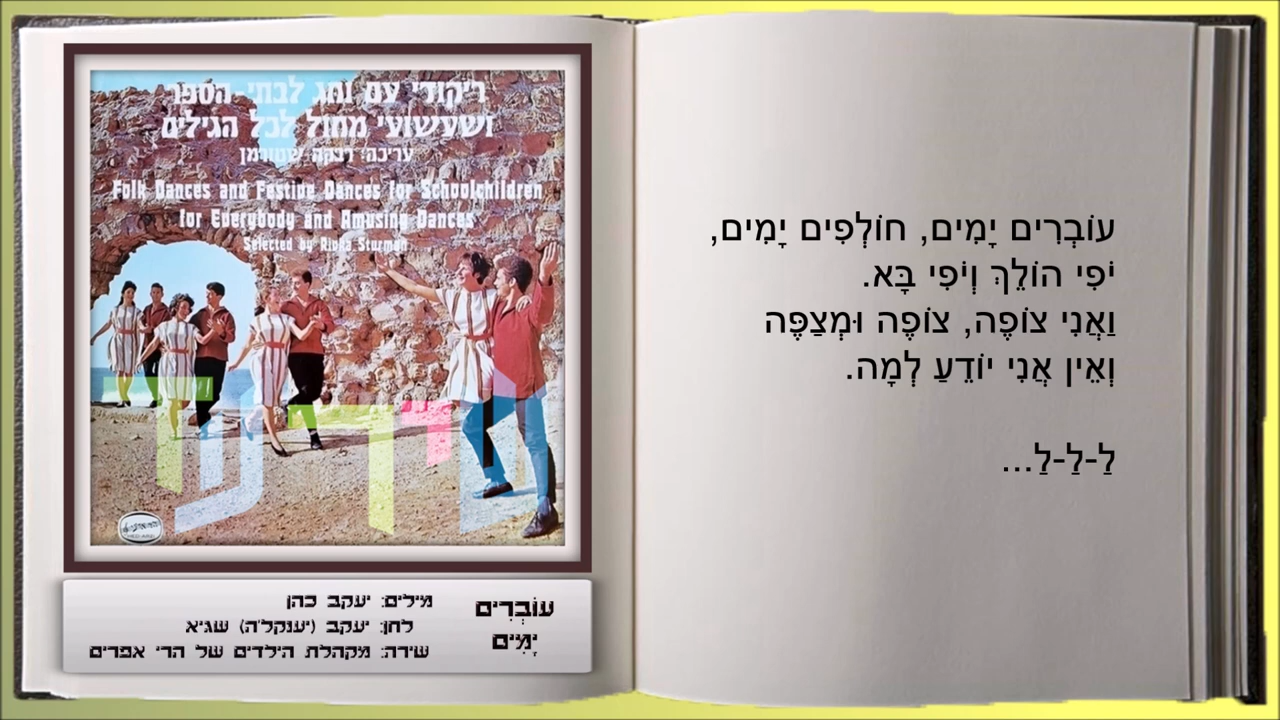 ריקודי עם וחג לבתי-הספר
ושעשועי מחול לכל הגילים
עריכה: רבקה שטורמן
Folk Dances and Festive Dances for Schoolchildren
for Everybody and Amusing Dances
Selected by Rivka Sturman
עוֹבְרִים
יָמִים
מילים: יעקב כהן
לחן: יעקב (יענקל'ה) שגיא
שירה: מקהלת הילדים של הרי אפרים
עוֹבְרִים יָמִים, חוֹלְפִים יָמִים,
יֹפִי הוֹלֵךְ וְיֹפִי בָּא.
וַאֲנִי צוֹפֶה, צוֹפֶה וּמְצַפֶּה
וְאֵין אֲנִי יוֹדֵעַ לְמָה.
לַ-לַ-לַ...